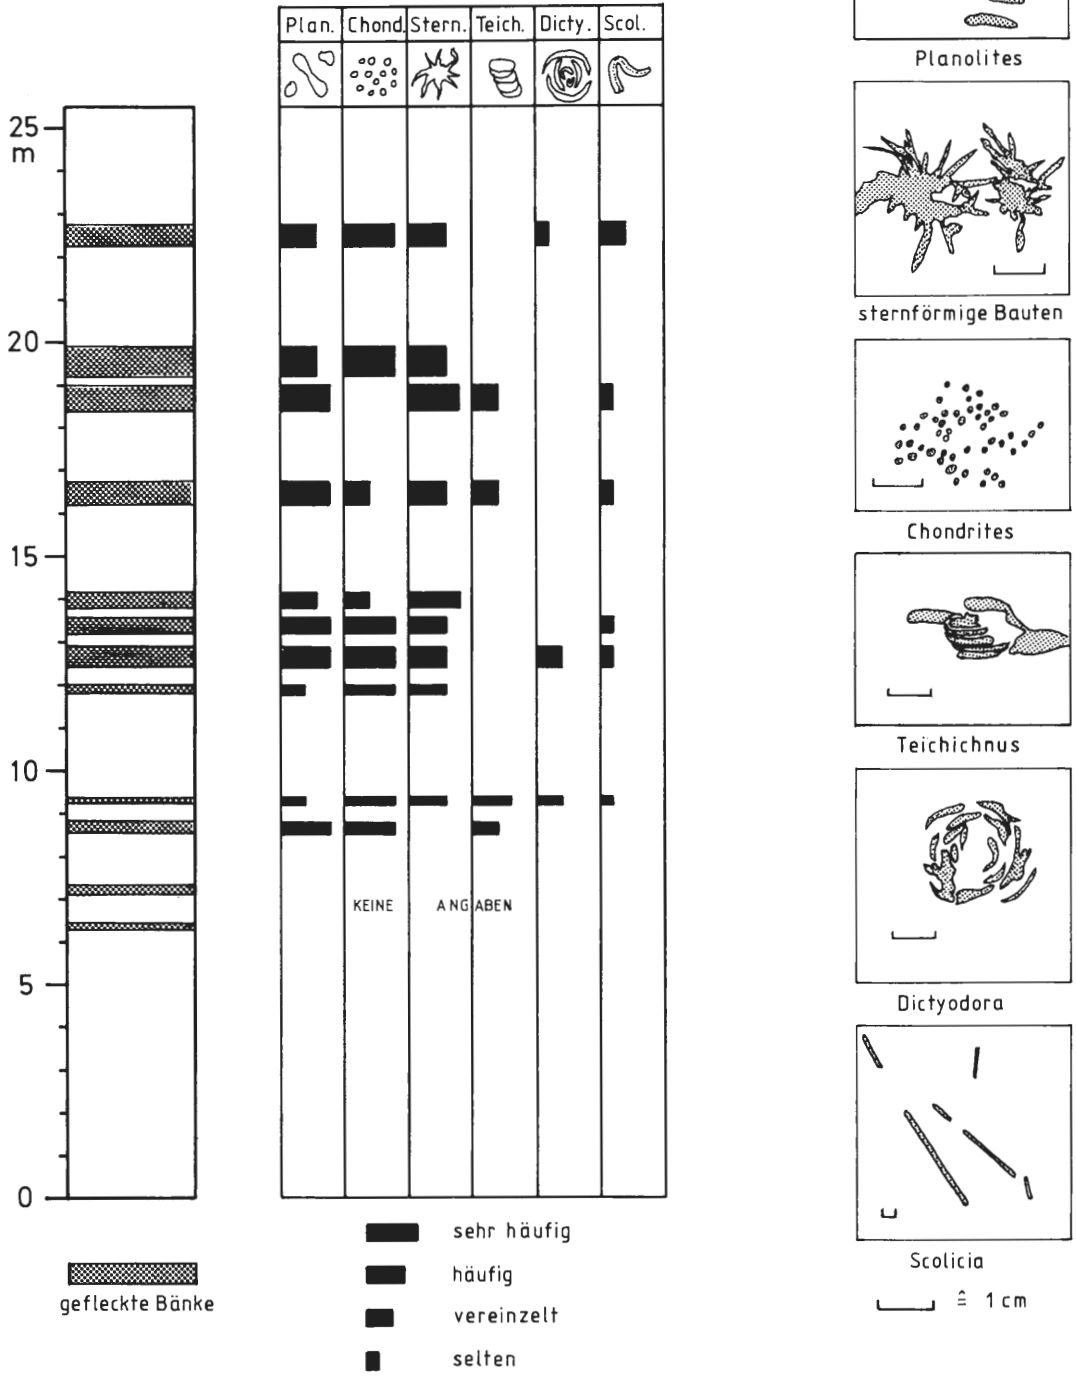 Plan. Chond. Stern. Teich. Dicty. Scol.
25
m
20
15
10
5
0
KEINE ANGABEN
sehr häufig
häufig
vereinzelt
selten
gefleckte Bänke
Planolites
sternförmige Bauten
Chondrites
Teichichnus
Dictyodora
Scolicia
≙ 1 cm